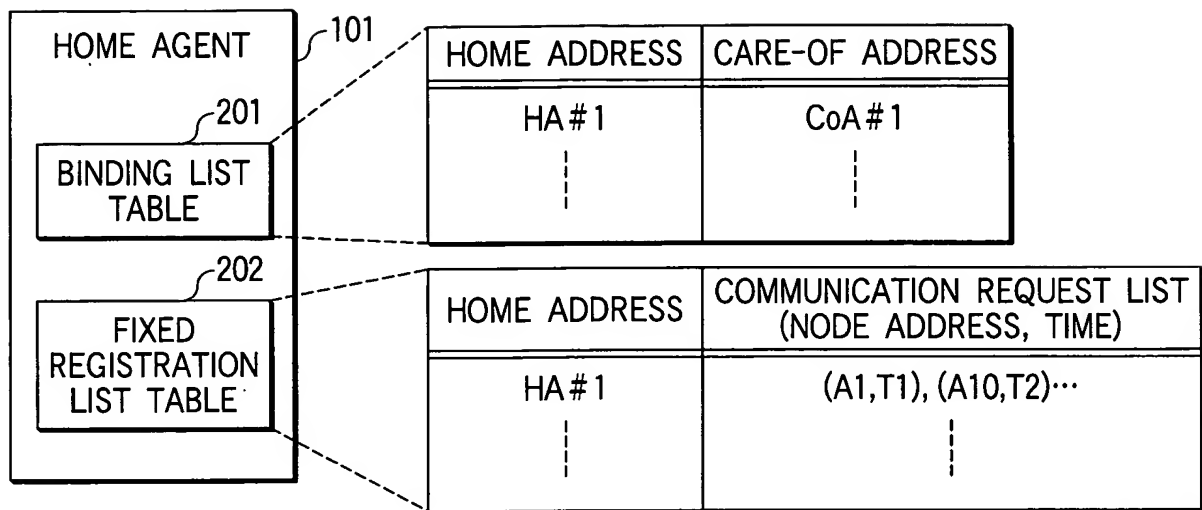 HOME AGENT
101
201
BINDING LIST
TABLE
202
FIXED
REGISTRATION
LIST TABLE
HOME ADDRESS
CARE-OF ADDRESS
HA#1
CoA#1
HOME ADDRESS
COMMUNICATION REQUEST LIST
(NODE ADDRESS, TIME)
HA#1
(A1,T1), (A10,T2)···